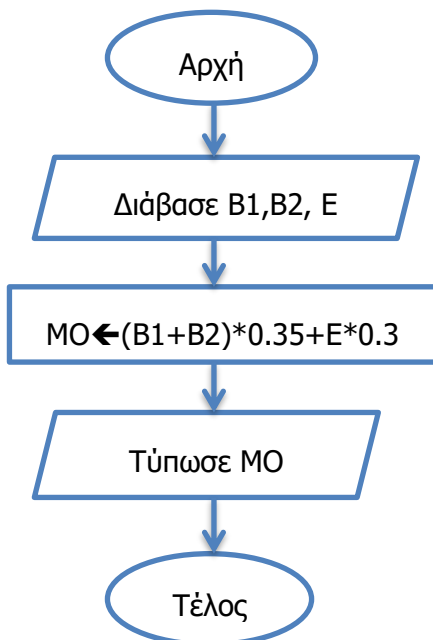 Αρχή
Διάβασε Β1,Β2, Ε
ΜΟ🡸(Β1+Β2)*0.35+Ε*0.3
Τύπωσε ΜΟ
Τέλος